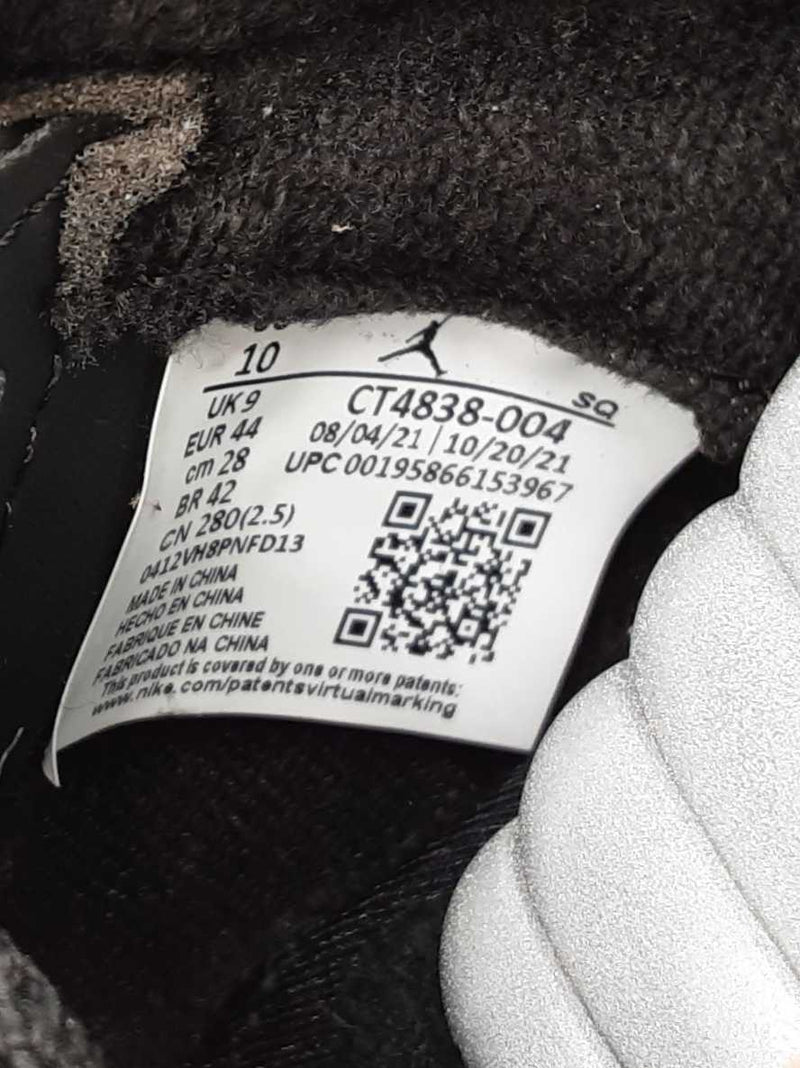 10
UK 9
EUR 44
cm 28
BR 42
CN 280(2.5)
0412VH8PNFD13
MADE IN CHINA
HECHO EN CHINA
FABRIQUE EN CHINE
FABRICADO NA CHINA
This product is covered by one or more patents:
www.nike.com/patentsvirtualmarking
SQ
CT4838-004
08/04/21 | 10/20/21
UPC 00195866153967